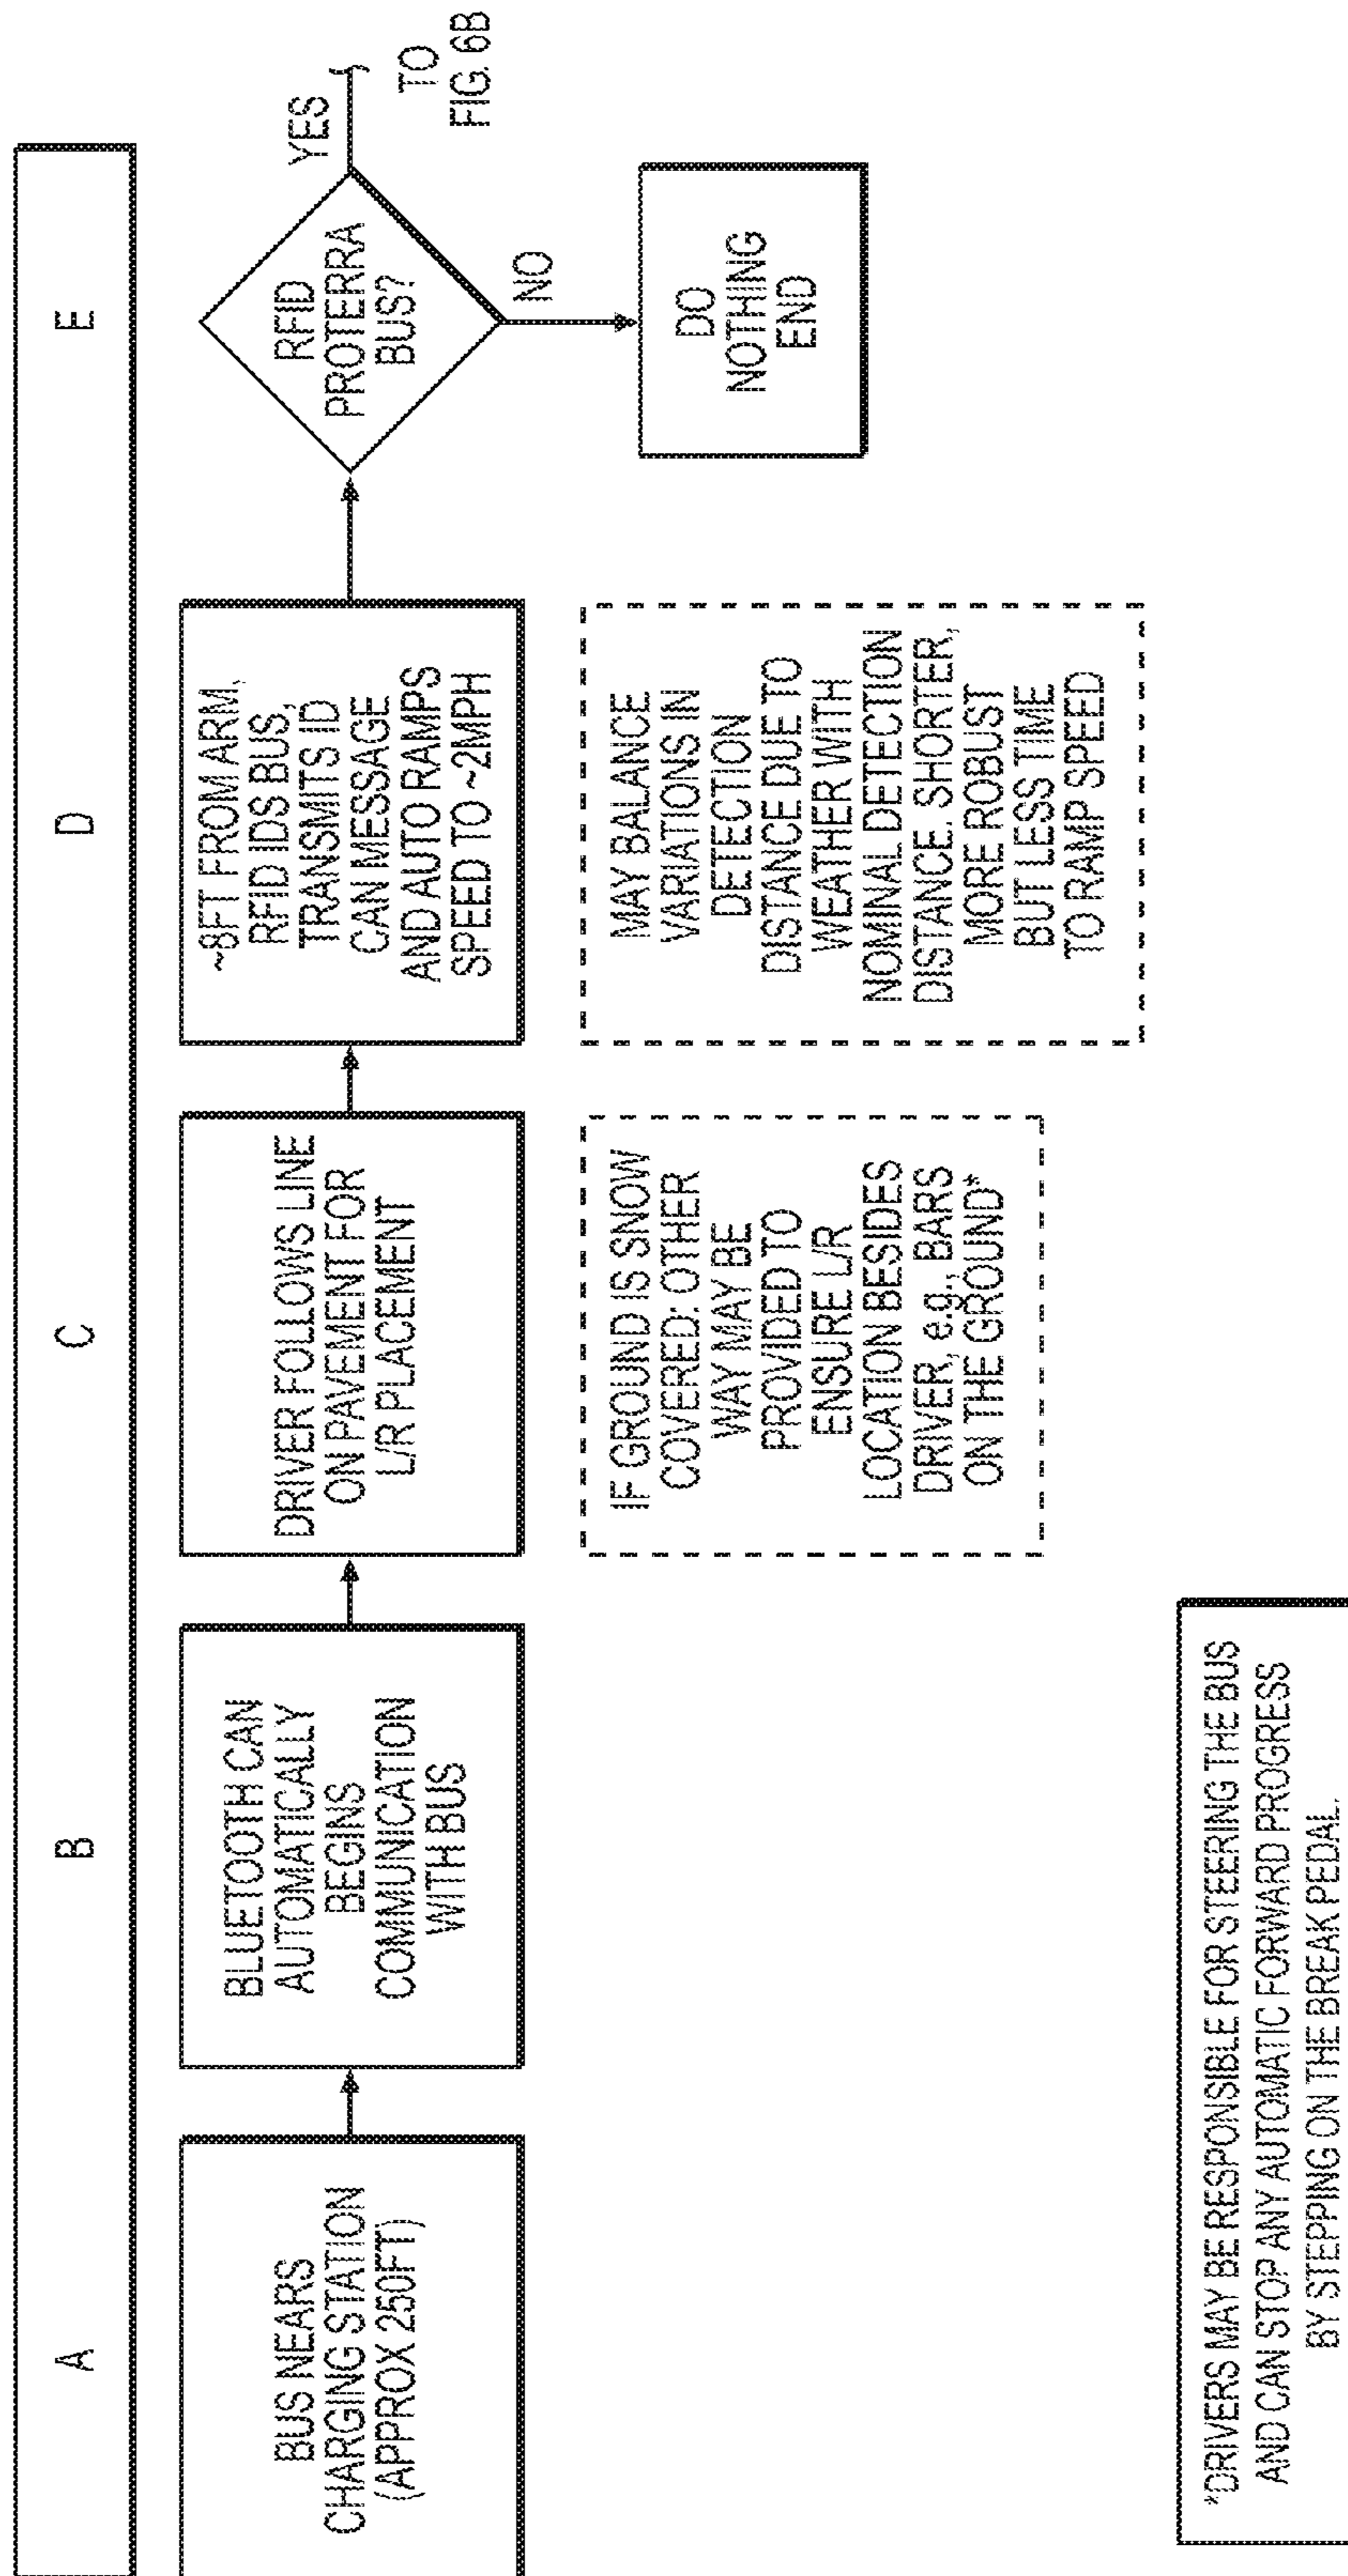 A
B
C
D
E
BUS NEARS
CHARGING STATION
(APPROX 250FT)
BLUETOOTH CAN
AUTOMATICALLY
BEGINS
COMMUNICATION
WITH BUS
DRIVER FOLLOWS LINE
ON PAVEMENT FOR
L/R PLACEMENT
IF GROUND IS SNOW
COVERED: OTHER
WAY MAY BE
PROVIDED TO
ENSURE L/R
LOCATION BESIDES
DRIVER, e.g., BARS
ON THE GROUND*
~8FT FROM ARM,
RFID IDS BUS,
TRANSMITS ID
CAN MESSAGE
AND AUTO RAMPS
SPEED TO ~2MPH
MAY BALANCE
VARIATIONS IN
DETECTION
DISTANCE DUE TO
WEATHER WITH
NOMINAL DETECTION
DISTANCE. SHORTER,
MORE ROBUST
BUT LESS TIME
TO RAMP SPEED
RFID
PROTERRA
BUS?
YES
TO
FIG. 6B
NO
DO
NOTHING
END
*DRIVERS MAY BE RESPONSIBLE FOR STEERING THE BUS
AND CAN STOP ANY AUTOMATIC FORWARD PROGRESS
BY STEPPING ON THE BREAK PEDAL.